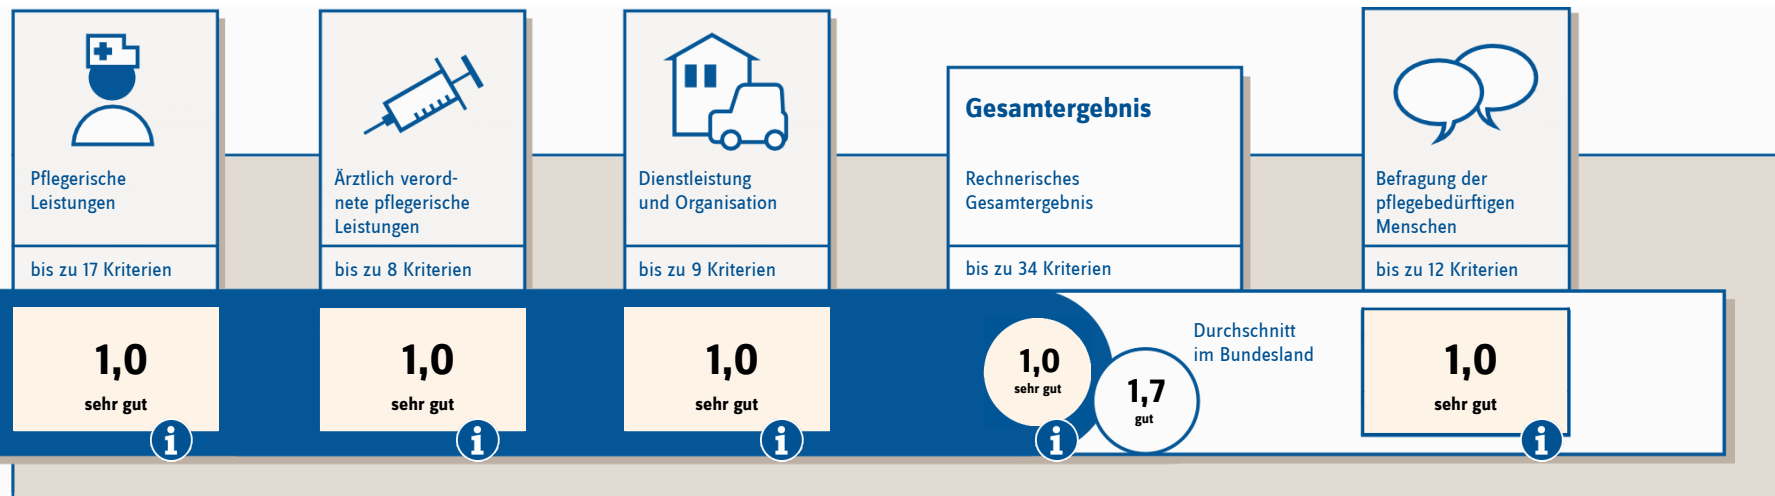 Pflegerische
Leistungen
bis zu 17 Kriterien
1,0
sehr gut
i
Ärztlich verord-
nete pflegerische
Leistungen
bis zu 8 Kriterien
1,0
sehr gut
i
Dienstleistung
und Organisation
bis zu 9 Kriterien
1,0
sehr gut
i
Gesamtergebnis
Rechnerisches
Gesamtergebnis
bis zu 34 Kriterien
1,0
sehr gut
i
1,7
gut
Durchschnitt
im Bundesland
Befragung der
pflegebedürftigen
Menschen
bis zu 12 Kriterien
1,0
sehr gut
i